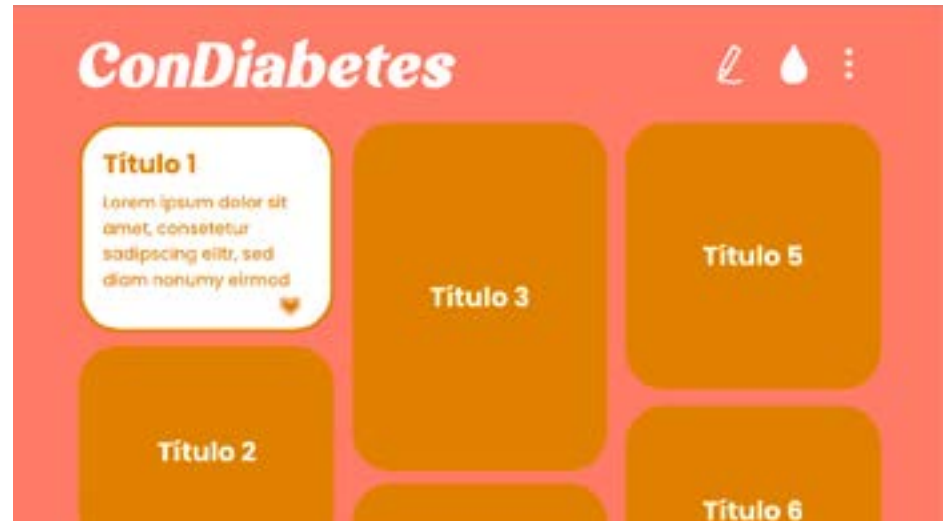 ConDiabetes
Título 1
Lorem ipsum dolor sit
amet, consetetur
sadipscing elitr, sed
diam nonumy eirmod
Título 2
Título 3
Título 5
Título 6